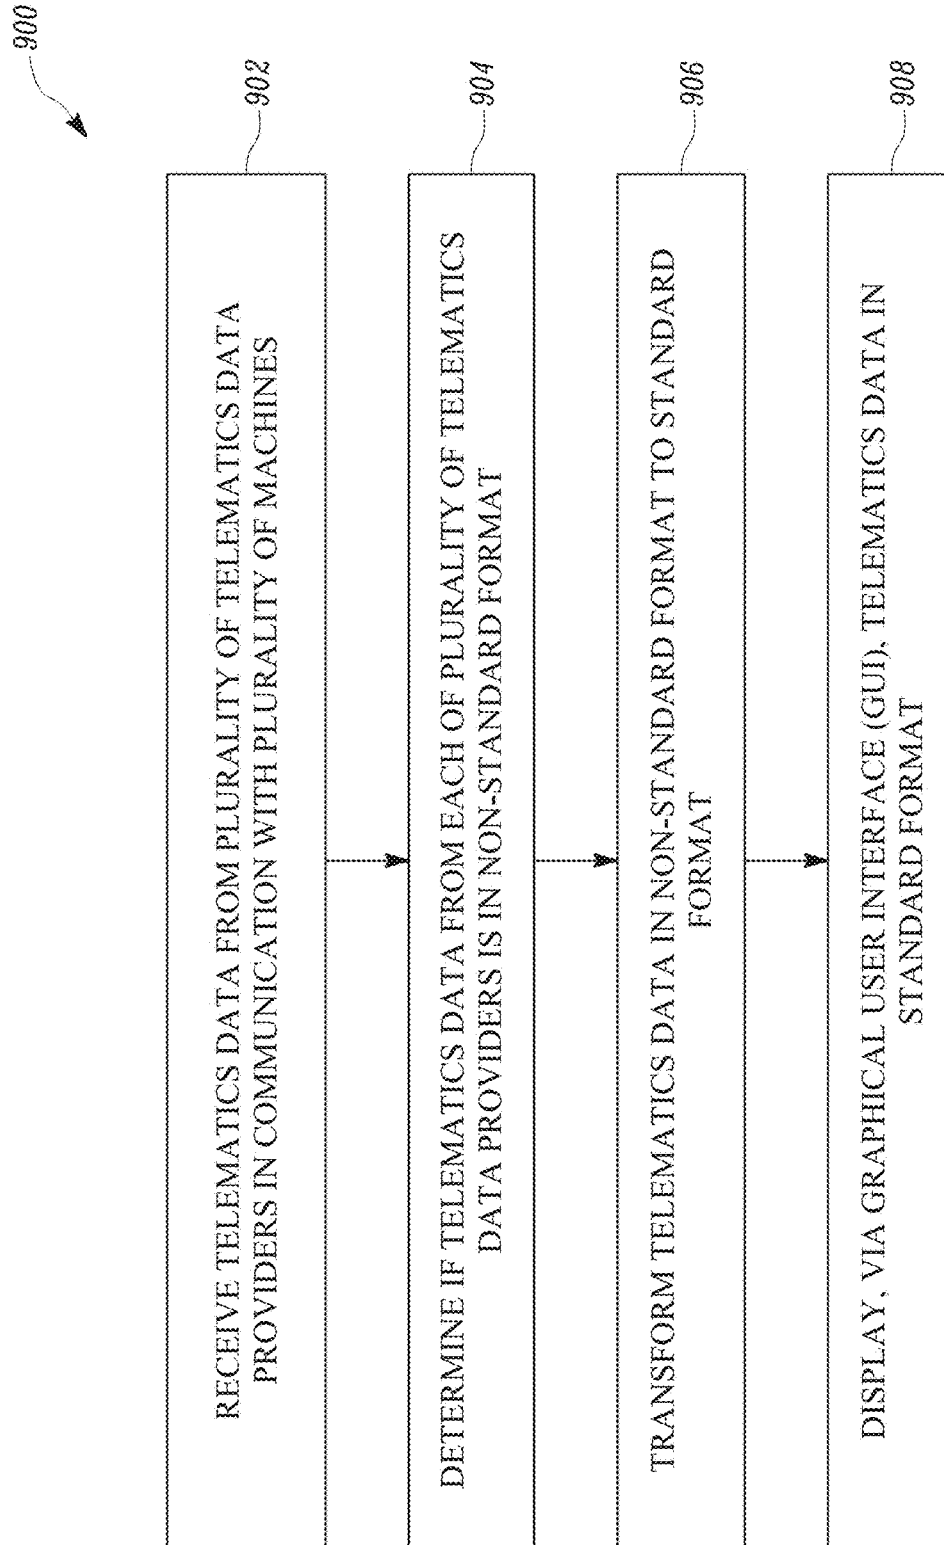 900
RECEIVE TELEMATICS DATA FROM PLURALITY OF TELEMATICS DATA
PROVIDERS IN COMMUNICATION WITH PLURALITY OF MACHINES
902
DETERMINE IF TELEMATICS DATA FROM EACH OF PLURALITY OF TELEMATICS
DATA PROVIDERS IS IN NON-STANDARD FORMAT
904
TRANSFORM TELEMATICS DATA IN NON-STANDARD FORMAT TO STANDARD
FORMAT
906
DISPLAY, VIA GRAPHICAL USER INTERFACE (GUI), TELEMATICS DATA IN
STANDARD FORMAT
908